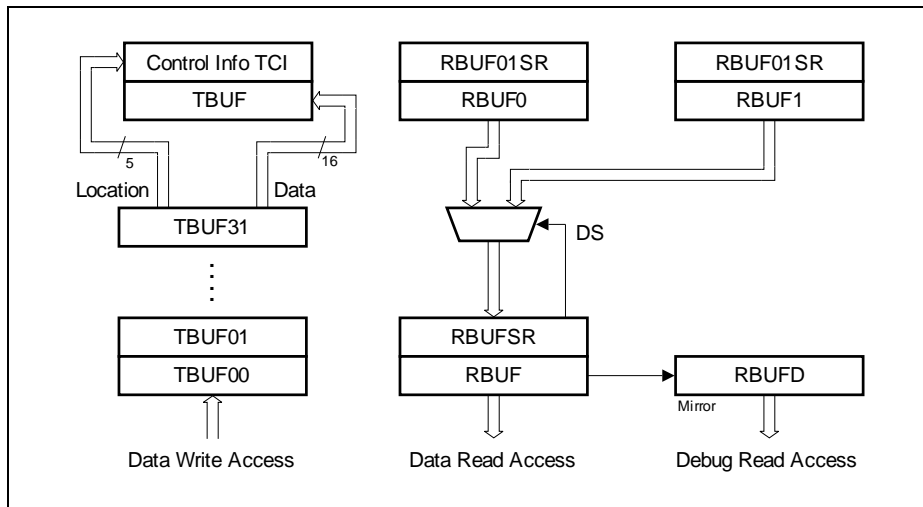 Control Info TCI
TBUF
5
16
Location
Data
TBUF31
TBUF01
TBUF00
Data Write Access
RBUF01SR
RBUF0
RBUF01SR
RBUF1
DS
RBUFSR
RBUF
Mirror
RBUFD
Data Read Access
Debug Read Access